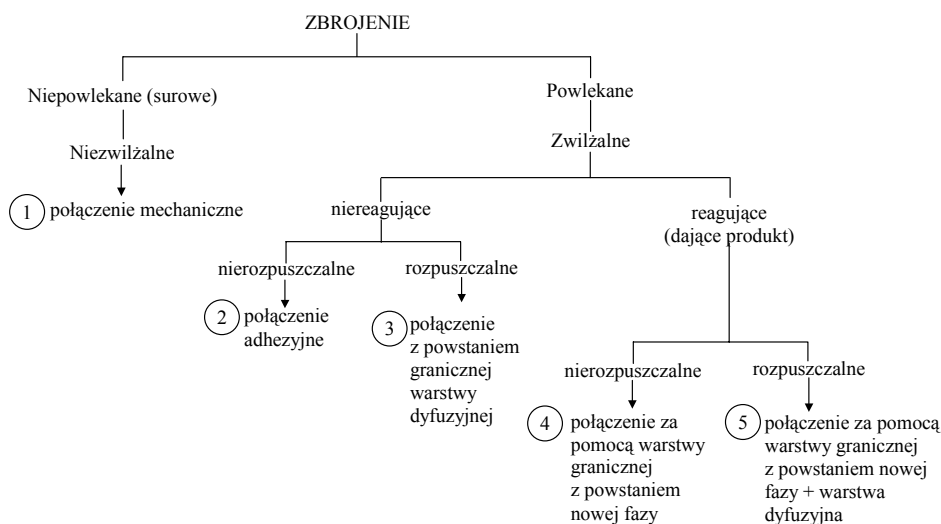 ZBROJENIE
Niepowlekane (surowe)
Powlekane
Niezwilżalne
Zwilżalne
1 połączenie mechaniczne
niereagujące
reagujące
(dające produkt)
nierozpuszczalne
rozpuszczalne
2 połączenie
adhezyjne
3 połączenie
z powstaniem
granicznej
warstwy
dyfuzyjnej
nierozpuszczalne
rozpuszczalne
4 połączenie za
pomocą warstwy
granicznej
z powstaniem
nowej fazy
5 połączenie za pomocą
warstwy granicznej
z powstaniem nowej
fazy + warstwa
dyfuzyjna